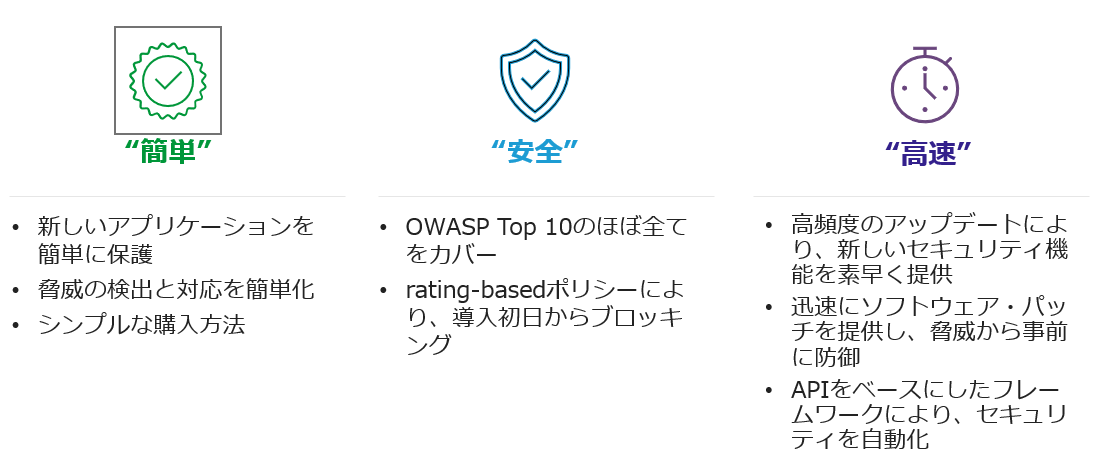 “簡単”
• 新しいアプリケーションを
簡単に保護
• 脅威の検出と対応を簡単化
• シンプルな購入方法
“安全”
• OWASP Top 10のほぼ全て
をカバー
• rating-basedポリシーによ
り、導入初日からブロッキ
ング
“高速”
• 高頻度のアップデートによ
り、新しいセキュリティ機
能を素早く提供
• 迅速にソフトウェア・パッ
チを提供し、脅威から事前
に防御
• APIをベースにしたフレー
ムワークにより、セキュリ
ティを自動化